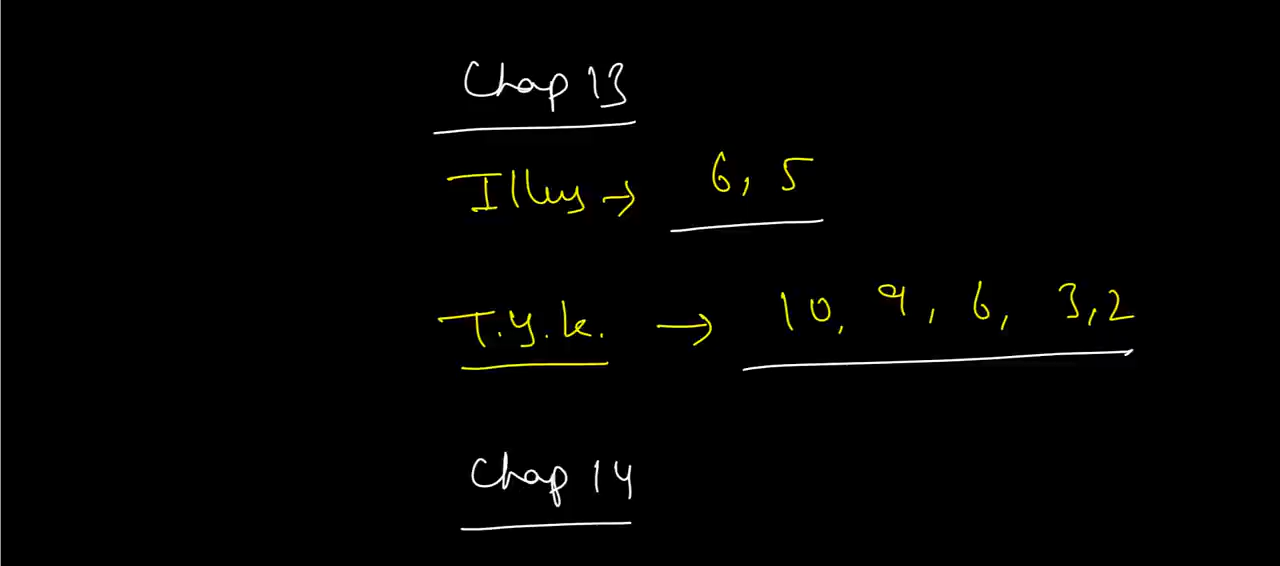 Chap 13
Illus → 6, 5
T.Y.K. → 10, 9, 6, 3, 2
Chap 14